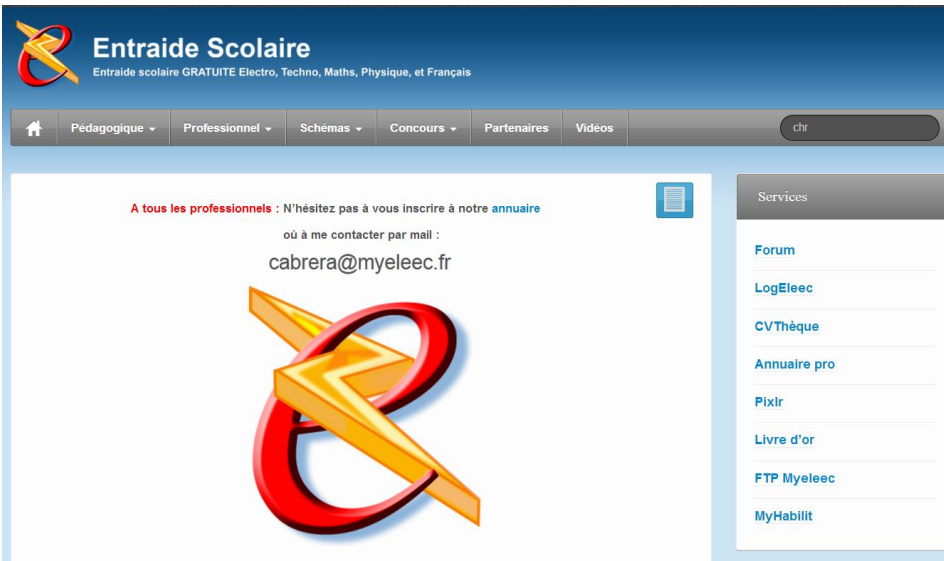 Entraide Scolaire
Entraide scolaire GRATUITE Electro, Techno, Maths, Physique, et Français
Pédagogique
Professionnel
Schémas
Concours
Partenaires
Vidéos
chr
A tous les professionnels : N'hésitez pas à vous inscrire à notre annuaire
où à me contacter par mail :
cabrera@myeleec.fr
Services
Forum
LogEleec
CVThèque
Annuaire pro
Pixlr
Livre d'or
FTP Myeleec
MyHabilit